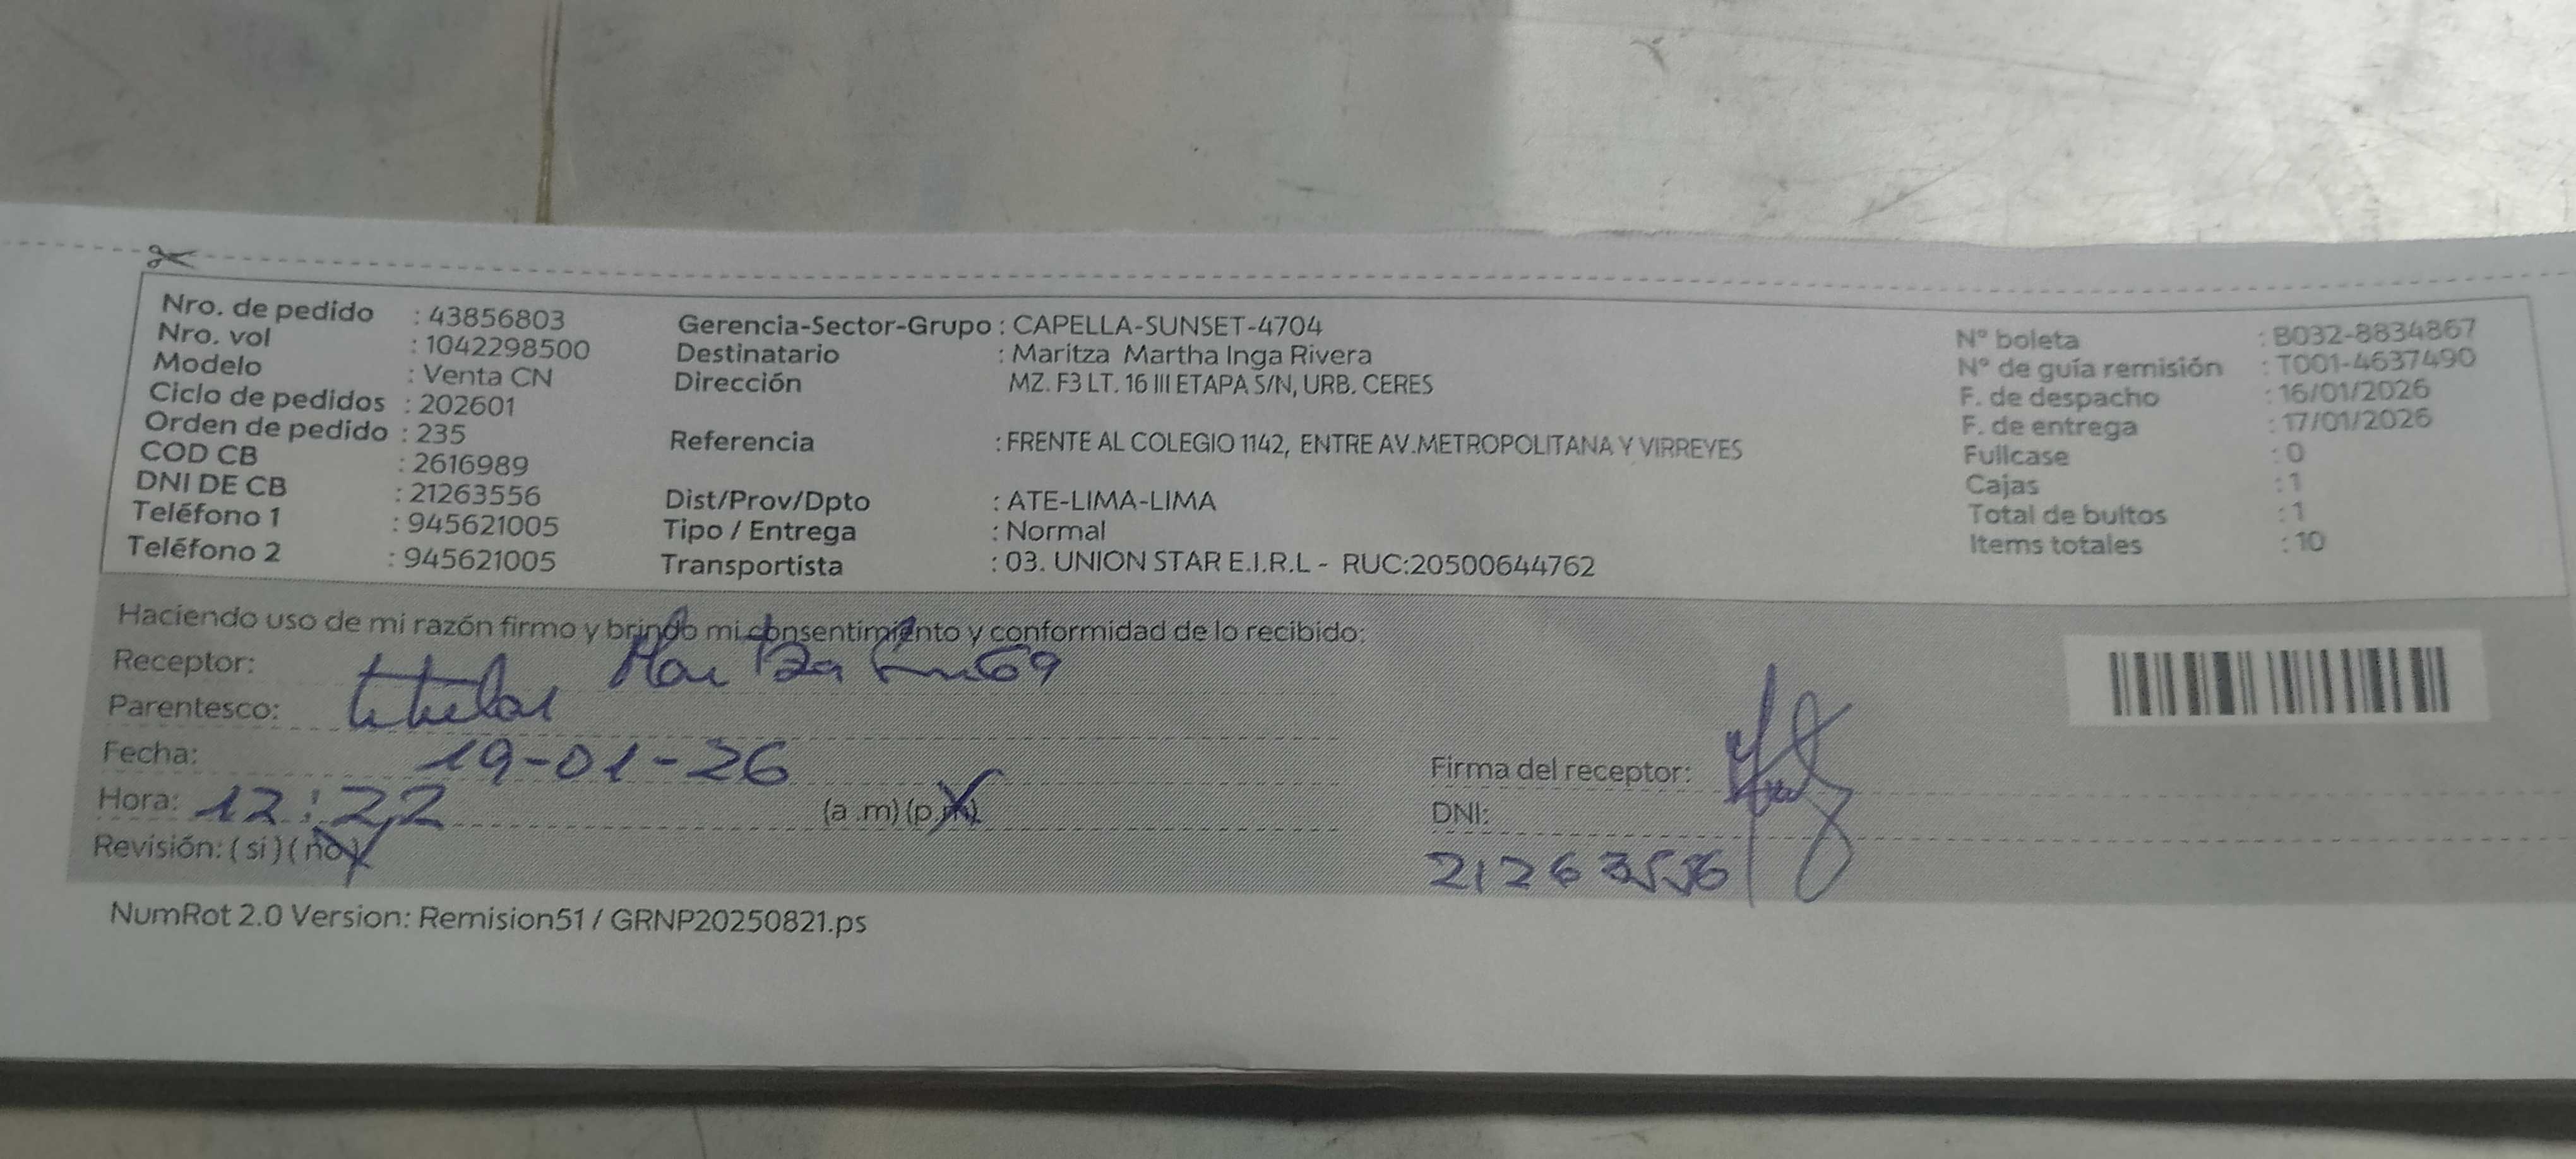 Nro. de pedido : 43856803
Nro. vol : 1042298500
Modelo : Venta CN
Ciclo de pedidos : 202601
Orden de pedido : 235
COD CB : 2616989
DNI DE CB : 21263556
Teléfono 1 : 945621005
Teléfono 2 : 945621005
Gerencia-Sector-Grupo : CAPELLA-SUNSET-4704
Destinatario : Maritza Martha Inga Rivera
Dirección MZ. F3 LT. 16 III ETAPA S/N, URB. CERES
Referencia : FRENTE AL COLEGIO 1142, ENTRE AV.METROPOLITANA Y VIRREYES
Dist/Prov/Dpto : ATE-LIMA-LIMA
Tipo / Entrega : Normal
Transportista : 03. UNION STAR E.I.R.L - RUC:20500644762
N° boleta : B032-8834867
N° de guía remisión : T001-4637490
F. de despacho : 16/01/2026
F. de entrega : 17/01/2026
Fullcase : 0
Cajas : 1
Total de bultos : 1
Items totales : 10
Haciendo uso de mi razón firmo y brindo mi consentimiento y conformidad de lo recibido:
Receptor: Maritza
Parentesco: titular
Fecha: 19-01-26
Hora: 12:22 (a.m) (p.m)
Revisión: ( si ) ( no )
Firma del receptor:
DNI:
21263556
NumRot 2.0 Version: Remision51 / GRNP20250821.ps